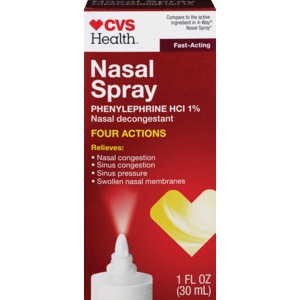 CVS
Health.
Compare to the active
ingredient in 4-Way®
Nasal Spray*
Fast-Acting
Nasal
Spray
PHENYLEPHRINE HCl 1%
Nasal decongestant
FOUR ACTIONS
Relieves:
• Nasal congestion
• Sinus congestion
• Sinus pressure
• Swollen nasal membranes
1 FL OZ
(30 mL)